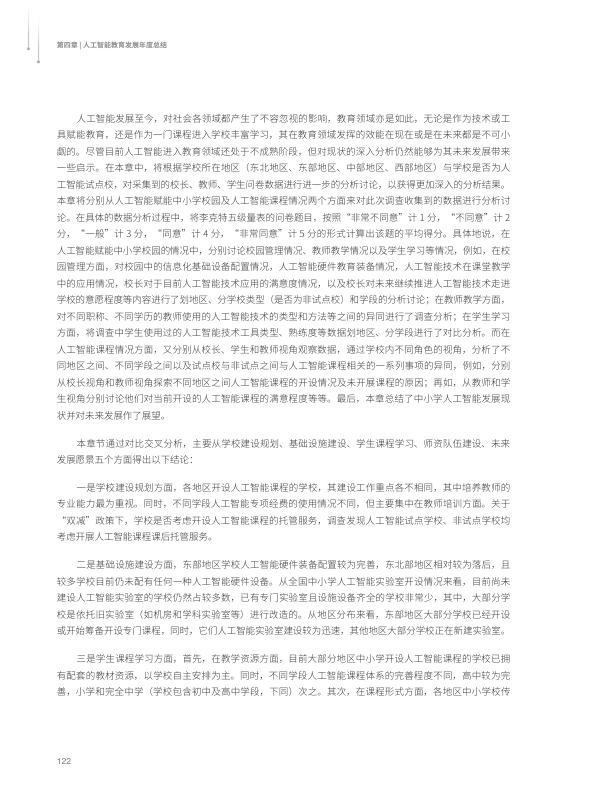 第四章 | 人工智能教育发展年度总结
人工智能发展至今，对社会各领域都产生了不容忽视的影响，教育领域亦是如此，无论是作为技术或工
具赋能教育，还是作为一门课程进入学校丰富学习，其在教育领域发挥的效能在现在或是在未来都是不可小
觑的。尽管目前人工智能进入教育领域还处于不成熟阶段，但对现状的深入分析仍然能够为其未来发展带来
一些启示。在本章中，将根据学校所在地区（东北地区、东部地区、中部地区、西部地区）与学校是否为人
工智能试点校，对采集到的校长、教师、学生问卷数据进行进一步的分析讨论，以获得更加深入的分析结果。
本章将分别从人工智能赋能中小学校园及人工智能课程情况两个方面来对此次调查收集到的数据进行分析讨
论。在具体的数据分析过程中，将李克特五级量表的问卷题目，按照“非常不同意”计 1 分，“不同意”计 2
分，“一般”计 3 分，“同意”计 4 分，“非常同意”计 5 分的形式计算出该题的平均得分。具体地说，在
人工智能赋能中小学校园的情况中，分别讨论校园管理情况、教师教学情况以及学生学习等情况，例如，在校
园管理方面，对校园中的信息化基础设备配置情况，人工智能硬件教育装备情况，人工智能技术在课堂教学
中的应用情况，校长对于目前人工智能技术应用的满意度情况，以及校长对未来继续推进人工智能技术走进
学校的意愿程度等内容进行了划地区、分学校类型（是否为非试点校）和学段的分析讨论；在教师教学方面，
对不同职称、不同学历的教师使用的人工智能技术的类型和方法等之间的异同进行了调查分析；在学生学习
方面，将调查中学生使用过的人工智能技术工具类型、熟练度等数据划地区、分学段进行了对比分析。而在
人工智能课程情况方面，又分别从校长、学生和教师视角观察数据，通过学校内不同角色的视角，分析了不
同地区之间、不同学段之间以及试点校与非试点之间与人工智能课程相关的一系列事项的异同，例如，分别
从校长视角和教师视角探索不同地区之间人工智能课程的开设情况及未开展课程的原因；再如，从教师和学
生视角分别讨论他们对当前开设的人工智能课程的满意程度等等。最后，本章总结了中小学人工智能发展现
状并对未来发展作了展望。
本章节通过对比交叉分析，主要从学校建设规划、基础设施建设、学生课程学习、师资队伍建设、未来
发展愿景五个方面得出以下结论：
一是学校建设规划方面，各地区开设人工智能课程的学校，其建设工作重点各不相同，其中培养教师的
专业能力最为重视。同时，不同学段人工智能专项经费的使用情况不同，但主要集中在教师培训方面。关于
“双减”政策下，学校是否考虑开设人工智能课程的托管服务，调查发现人工智能试点学校、非试点学校均
考虑开展人工智能课程课后托管服务。
二是基础设施建设方面，东部地区学校人工智能硬件装备配置较为完善，东北部地区相对较为落后，且
较多学校目前仍未配有任何一种人工智能硬件设备。从全国中小学人工智能实验室开设情况来看，目前尚未
建设人工智能实验室的学校仍然占较多数，已有专门实验室且设施设备齐全的学校非常少，其中，大部分学
校是依托旧实验室（如机房和学科实验室等）进行改造的。从地区分布来看，东部地区大部分学校已经开设
或开始筹备开设专门课程，同时，它们人工智能实验室建设较为迅速，其他地区大部分学校正在新建实验室。
三是学生课程学习方面，首先，在教学资源方面，目前大部分地区中小学开设人工智能课程的学校已拥
有配套的教材资源，以学校自主安排为主。同时，不同学段人工智能课程体系的完善程度不同，高中较为完
善，小学和完全中学（学校包含初中及高中学段，下同）次之。其次，在课程形式方面，各地区中小学校传
122